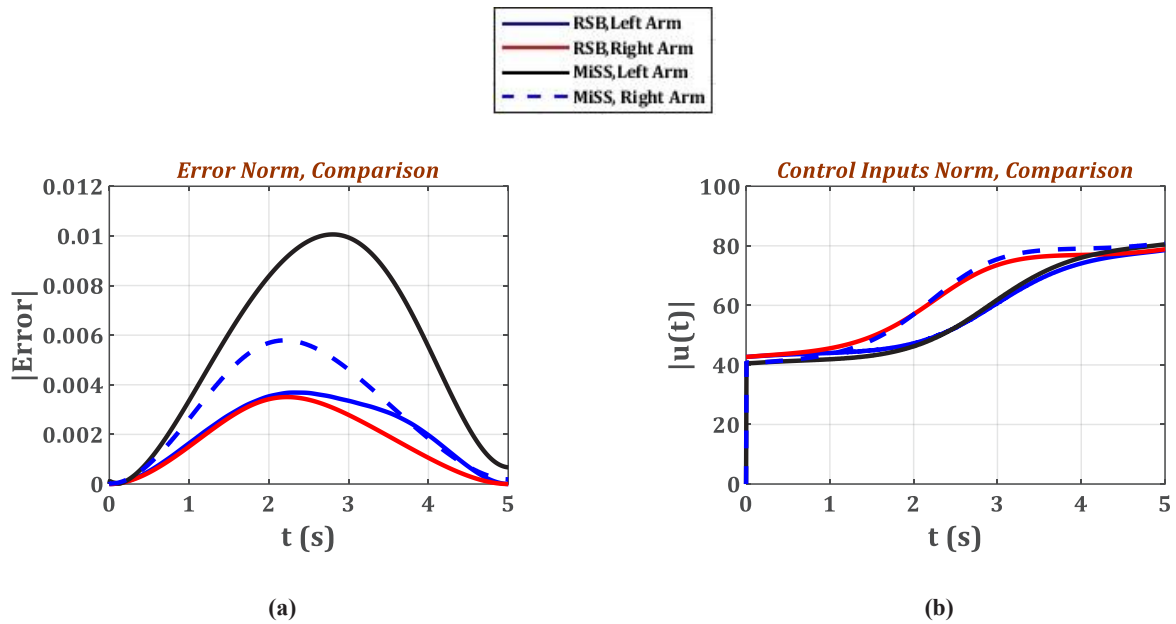 RSB,Left Arm
RSB,Right Arm
MiSS,Left Arm
MiSS, Right Arm
Error Norm, Comparison
0.012
0.01
0.008
0.006
0.004
0.002
0
|Error|
0 1 2 3 4 5
t (s)
(a)
Control Inputs Norm, Comparison
100
80
60
40
20
0
|u(t)|
0 1 2 3 4 5
t (s)
(b)